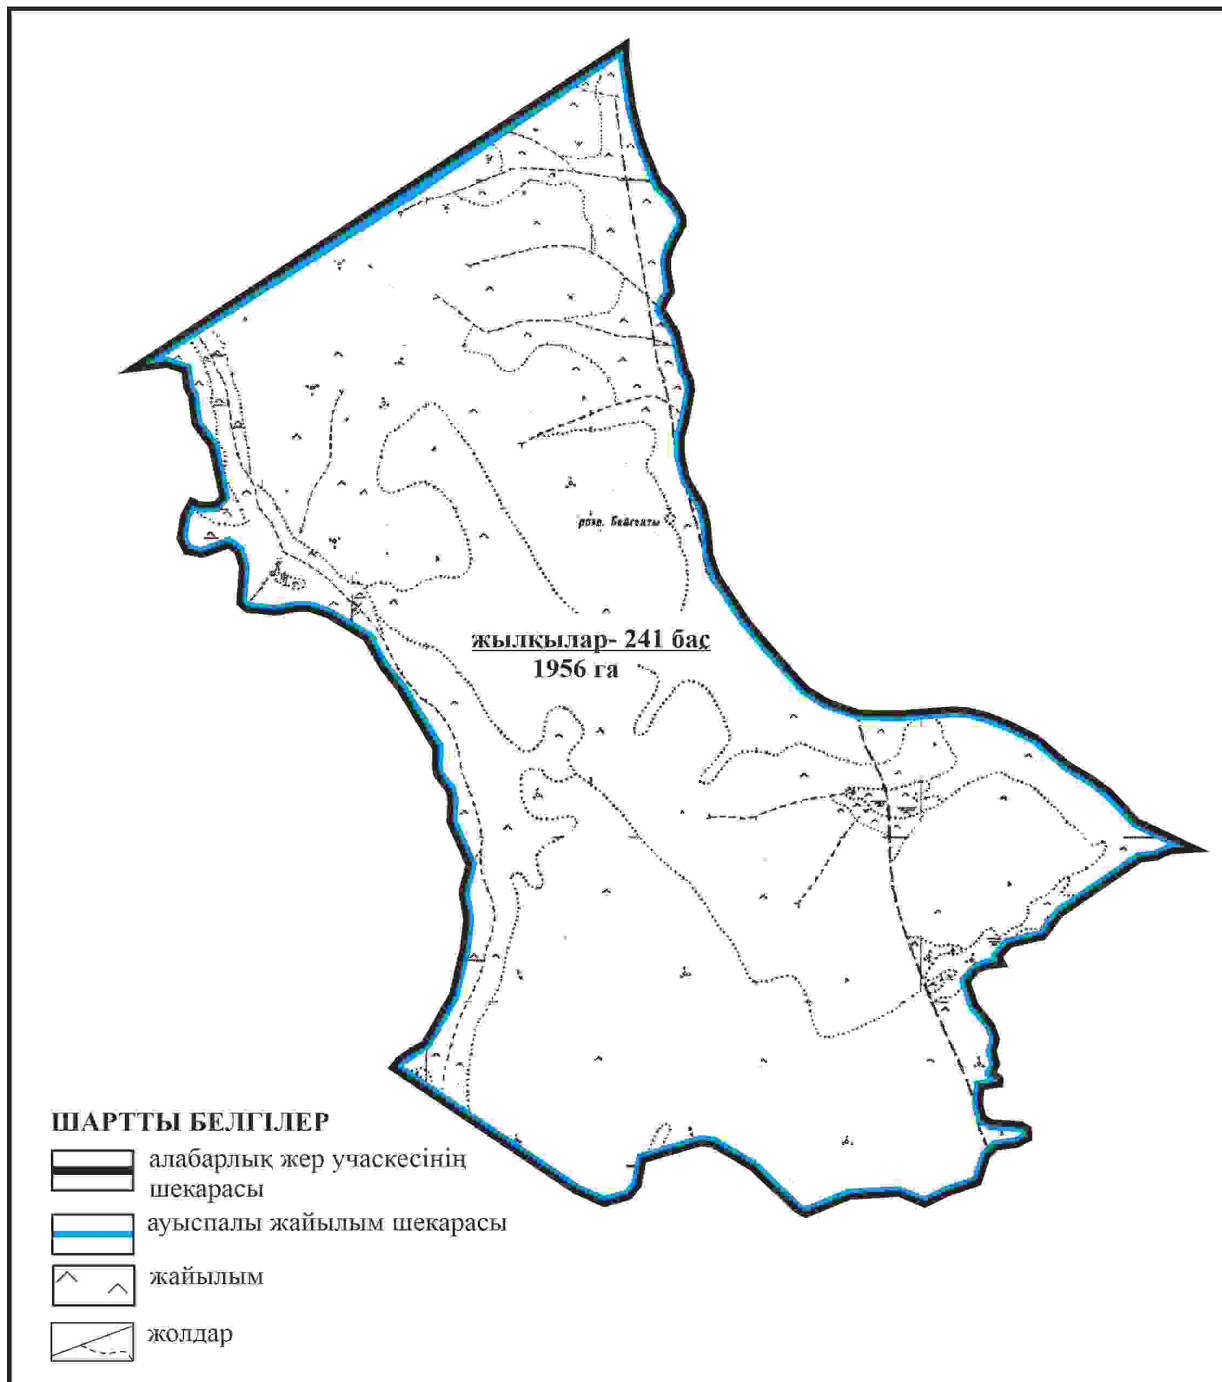 жылқылар- 241 бас
1956 га
ШАРТТЫ БЕЛГІЛЕР
алабарлық жер учаскесінің
шекарасы
ауыспалы жайылым шекарасы
жайылым
жолдар